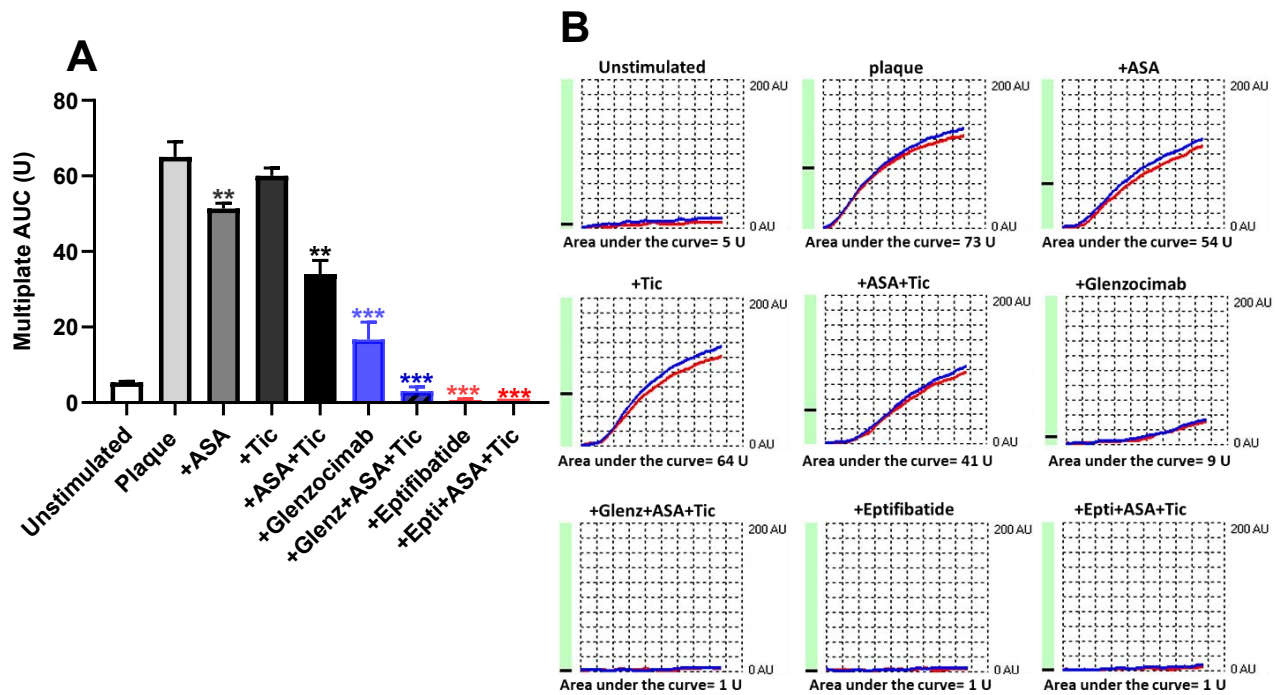 A
Multiplate AUC (U)
80
60
40
20
0
**
**
***
***
***
***
Unstimulated
Plaque
+ASA
+Tic
+ASA+Tic
+Glenzocimab
+Glenz+ASA+Tic
+Eptifibatide
+Epti+ASA+Tic
B
Unstimulated
200 AU
0 AU
Area under the curve= 5 U
plaque
200 AU
0 AU
Area under the curve= 73 U
+ASA
200 AU
0 AU
Area under the curve= 54 U
+Tic
200 AU
0 AU
Area under the curve= 64 U
+ASA+Tic
200 AU
0 AU
Area under the curve= 41 U
+Glenzocimab
200 AU
0 AU
Area under the curve= 9 U
+Glenz+ASA+Tic
200 AU
0 AU
Area under the curve= 1 U
+Eptifibatide
200 AU
0 AU
Area under the curve= 1 U
+Epti+ASA+Tic
200 AU
0 AU
Area under the curve= 1 U